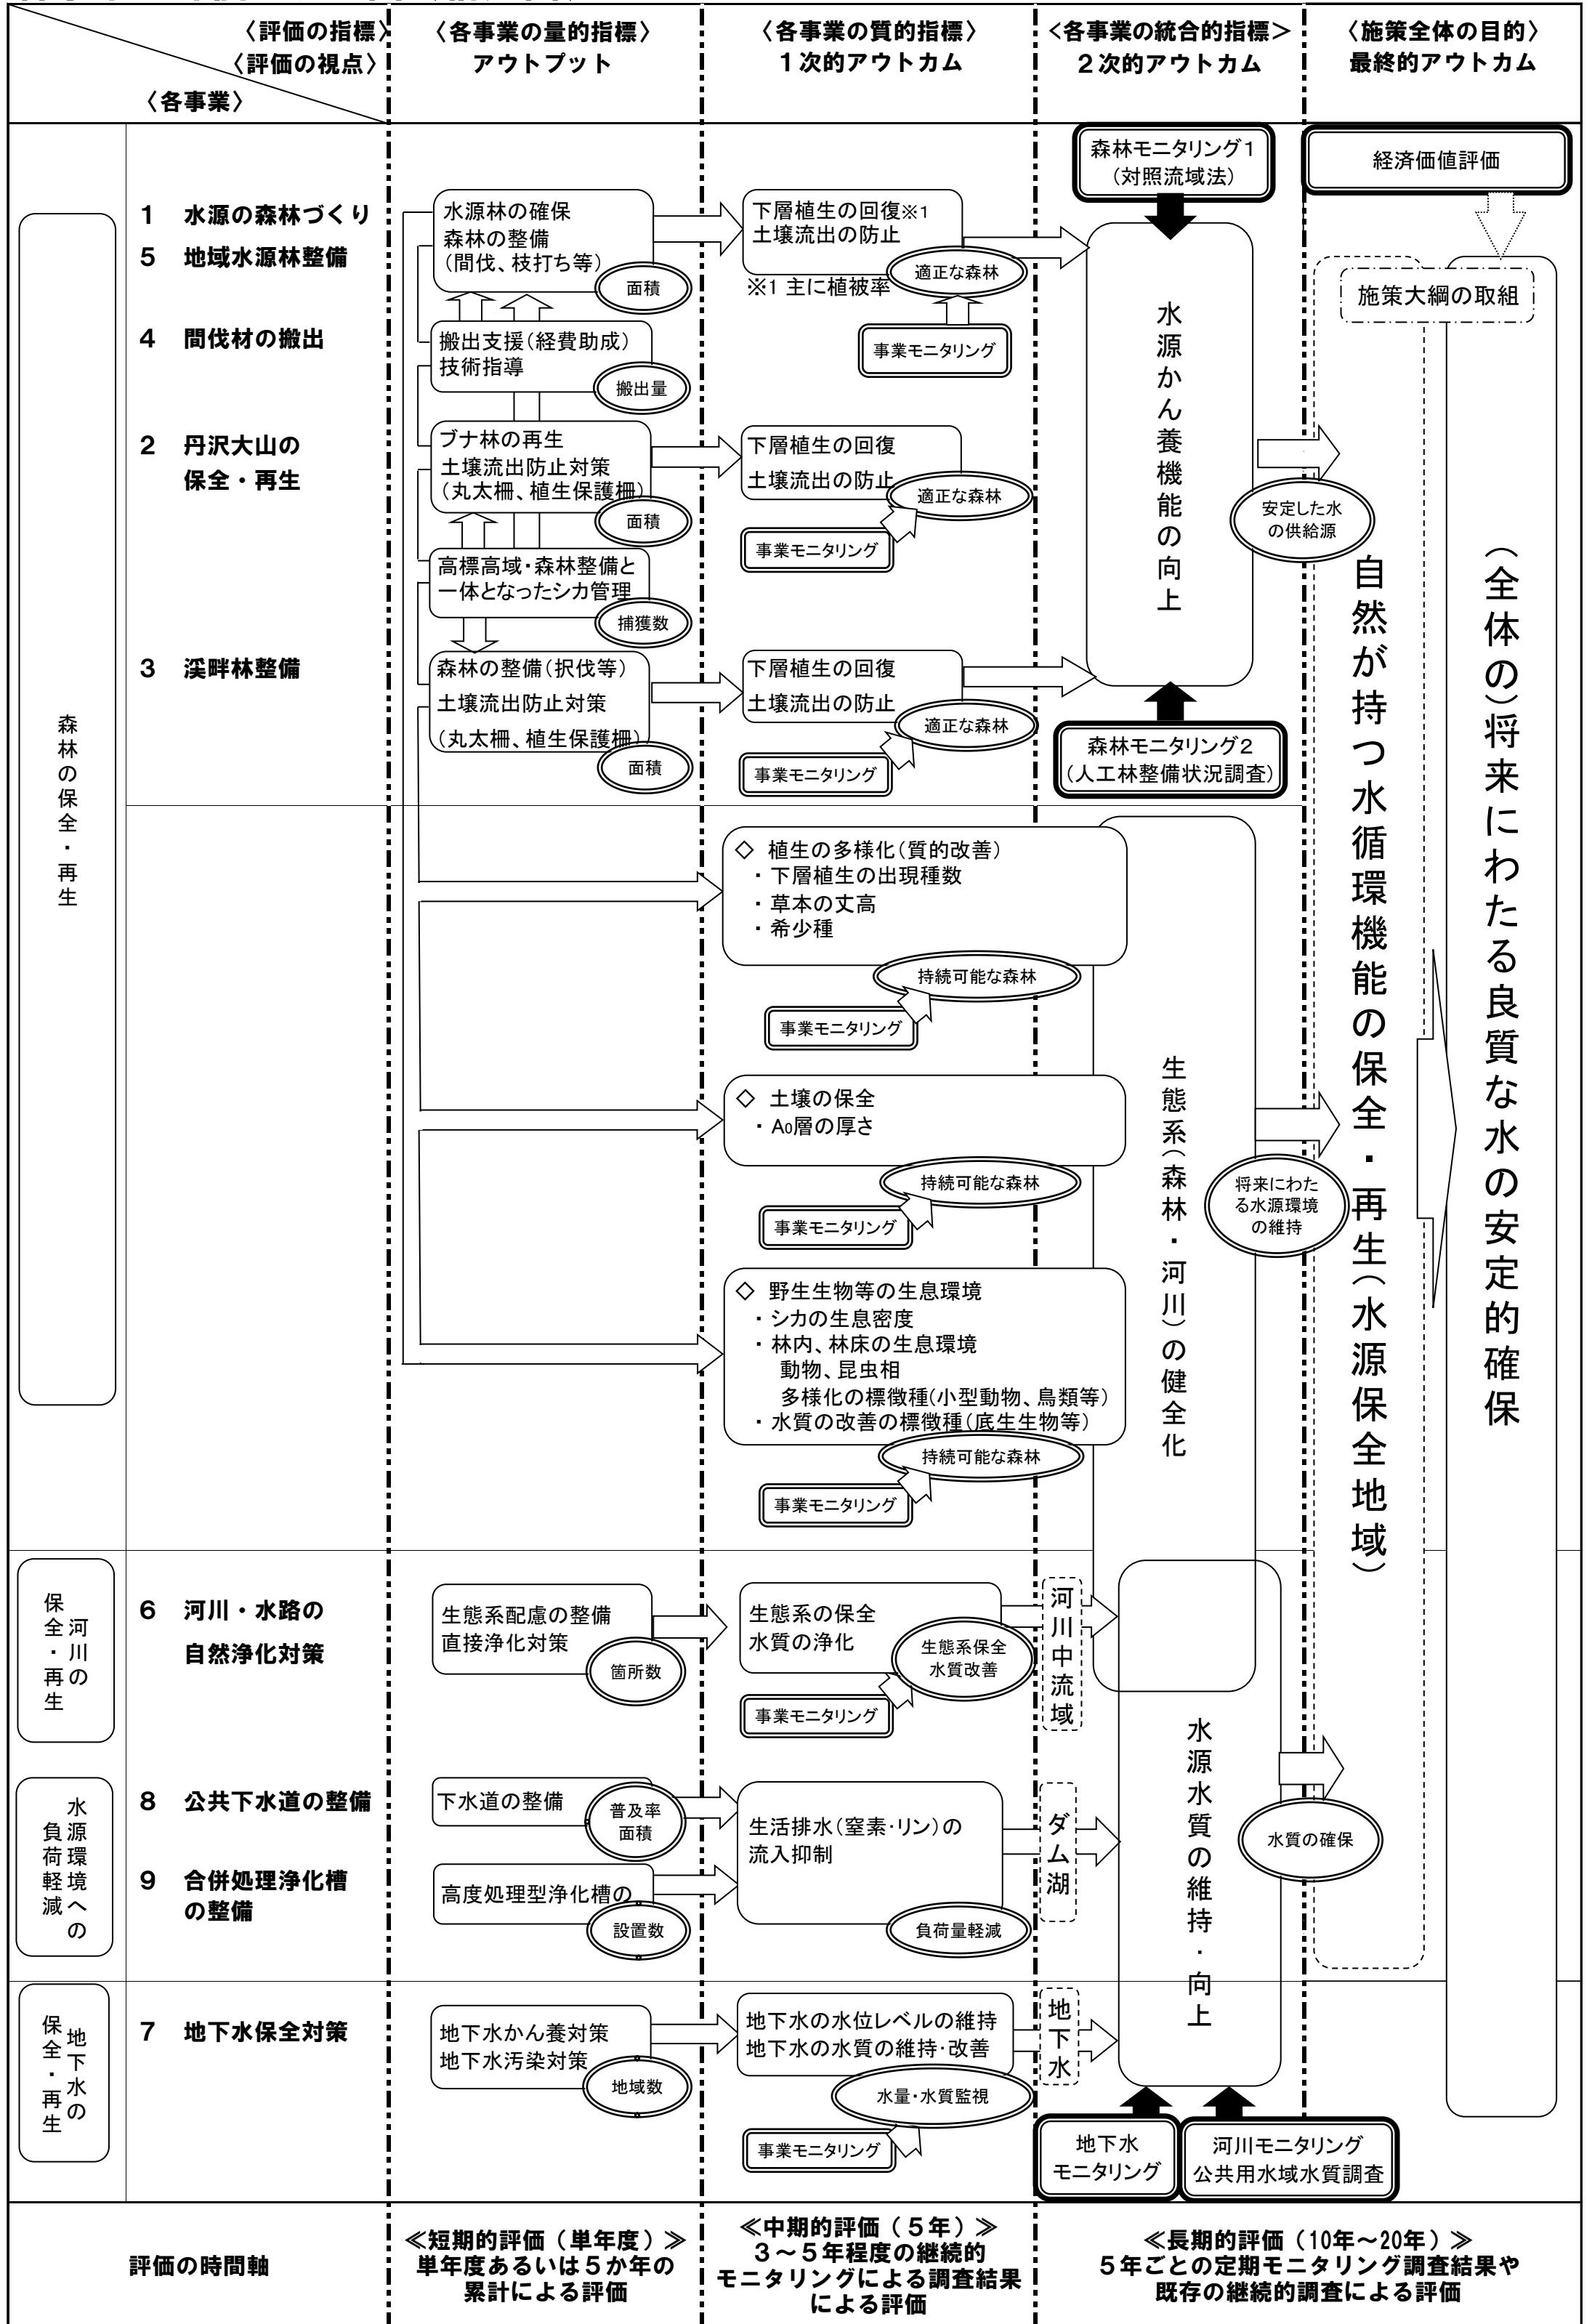 〈評価の指標〉
〈評価の視点〉
〈各事業〉
〈各事業の量的指標〉
アウトプット
〈各事業の質的指標〉
１次的アウトカム
＜各事業の統合的指標＞
２次的アウトカム
〈施策全体の目的〉
最終的アウトカム
森林の保全・再生
1 水源の森林づくり
5 地域水源林整備
水源林の確保
森林の整備
（間伐、枝打ち等）
面積
下層植生の回復※1
土壌流出の防止
適正な森林
※1 主に植被率
事業モニタリング
森林モニタリング１
（対照流域法）
経済価値評価
施策大綱の取組
4 間伐材の搬出
搬出支援（経費助成）
技術指導
搬出量
2 丹沢大山の
保全・再生
ブナ林の再生
土壌流出防止対策
（丸太柵、植生保護柵）
面積
下層植生の回復
土壌流出の防止
適正な森林
事業モニタリング
高標高域・森林整備と
一体となったシカ管理
捕獲数
3 渓畔林整備
森林の整備（択伐等）
土壌流出防止対策
（丸太柵、植生保護柵）
面積
下層植生の回復
土壌流出の防止
適正な森林
事業モニタリング
水源かん養機能の向上
安定した水
の供給源
森林モニタリング２
（人工林整備状況調査）
◇ 植生の多様化（質的改善）
・下層植生の出現種数
・草本の丈高
・希少種
持続可能な森林
事業モニタリング
◇ 土壌の保全
・A0層の厚さ
持続可能な森林
事業モニタリング
◇ 野生生物等の生息環境
・シカの生息密度
・林内、林床の生息環境
動物、昆虫相
多様化の標徴種（小型動物、鳥類等）
・水質の改善の標徴種（底生生物等）
持続可能な森林
事業モニタリング
生態系（森林・河川）の健全化
将来にわた
る水源環境
の維持
自然が持つ水循環機能の保全・再生（水源保全地域）
（全体の）将来にわたる良質な水の安定的確保
河川の
保全・再生
6 河川・水路の
自然浄化対策
生態系配慮の整備
直接浄化対策
箇所数
生態系の保全
水質の浄化
生態系保全
水質改善
事業モニタリング
河川中流域
水源環境への
負荷軽減
8 公共下水道の整備
下水道の整備
普及率
面積
9 合併処理浄化槽
の整備
高度処理型浄化槽の
設置数
生活排水（窒素・リン）の
流入抑制
負荷量軽減
ダム湖
水源水質の維持・向上
水質の確保
地下水の
保全・再生
7 地下水保全対策
地下水かん養対策
地下水汚染対策
地域数
地下水の水位レベルの維持
地下水の水質の維持・改善
水量・水質監視
事業モニタリング
地下水
地下水
モニタリング
河川モニタリング
公共用水域水質調査
評価の時間軸
≪短期的評価（単年度）≫
単年度あるいは５か年の
累計による評価
≪中期的評価（５年）≫
３～５年程度の継続的
モニタリングによる調査結果
による評価
≪長期的評価（10年～20年）≫
５年ごとの定期モニタリング調査結果や
既存の継続的調査による評価